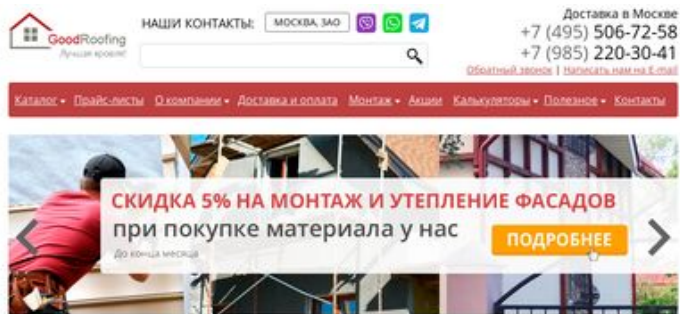 GoodRoofing
Лучшая кровля!
НАШИ КОНТАКТЫ:
МОСКВА, ЗАО
Доставка в Москве
+7 (495) 506-72-58
+7 (985) 220-30-41
Обратный звонок | Написать нам на E-mail
Каталог Прайс-листы О компании Доставка и оплата Монтаж Акции Калькуляторы Полезное Контакты
СКИДКА 5% НА МОНТАЖ И УТЕПЛЕНИЕ ФАСАДОВ
при покупке материала у нас
До конца месяца
ПОДРОБНЕЕ